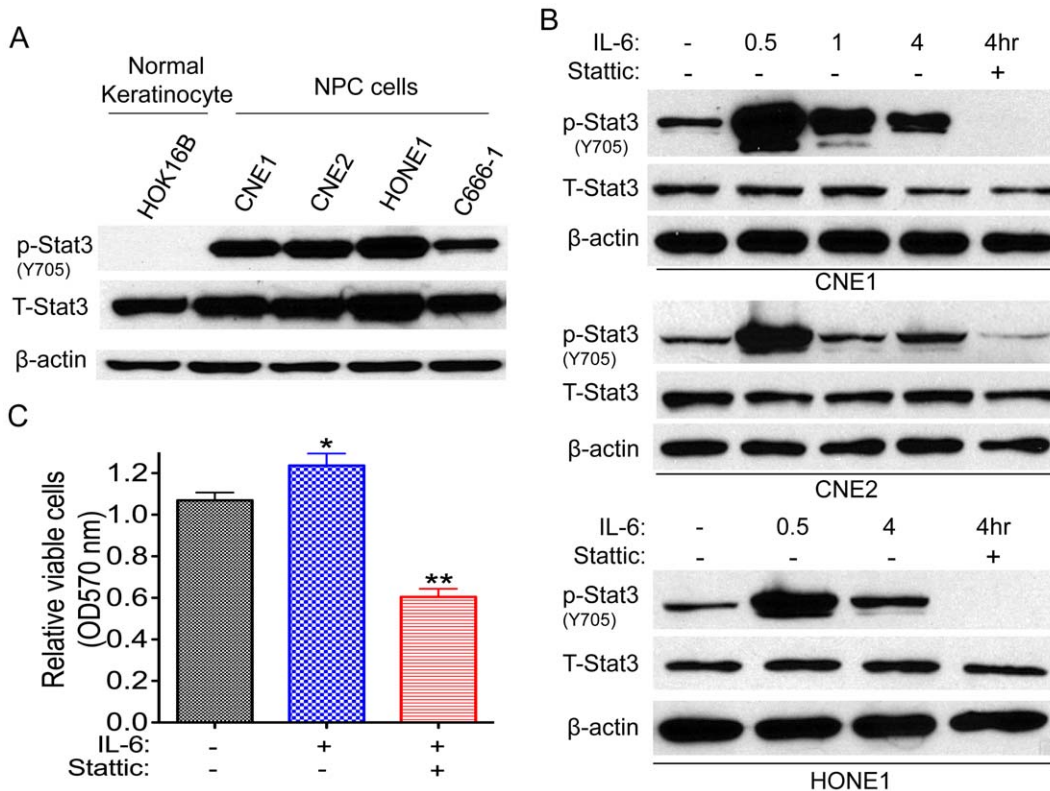 A
Normal
Keratinocyte
NPC cells
HOK16B
CNE1
CNE2
HONE1
C666-1
p-Stat3
(Y705)
T-Stat3
β-actin
B
IL-6: - 0.5 1 4 4hr
Stattic: - - - - +
p-Stat3
(Y705)
T-Stat3
β-actin
CNE1
p-Stat3
(Y705)
T-Stat3
β-actin
CNE2
IL-6: - 0.5 4 4hr
Stattic: - - - +
p-Stat3
(Y705)
T-Stat3
β-actin
HONE1
C
Relative viable cells
(OD570 nm)
1.2
1.0
0.8
0.6
0.4
0.2
0.0
*
**
IL-6: - + +
Stattic: - - +